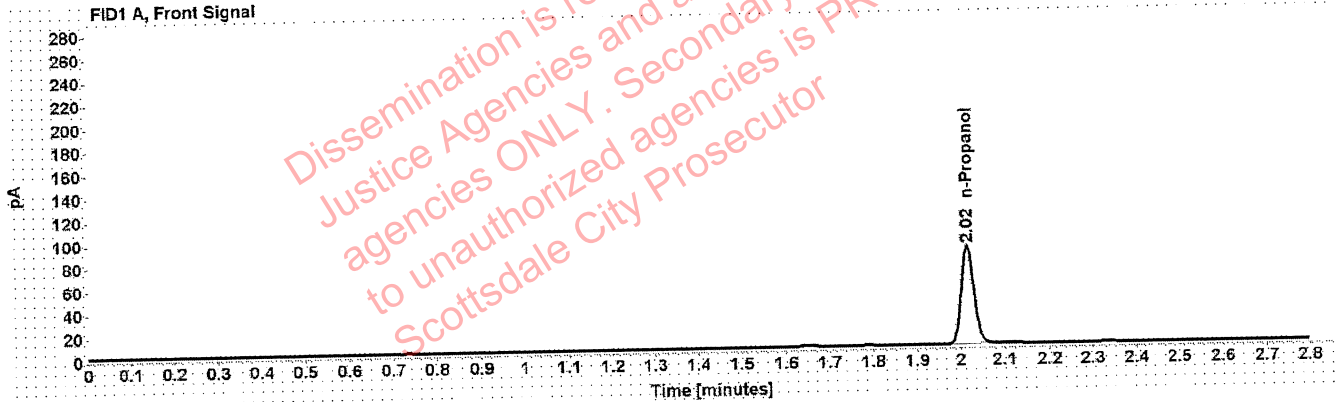 FID1 A, Front Signal
280
260
240
220
200
180
160
140
120
100
80
60
40
20
0
pA
2.02 n-Propanol
0 0.1 0.2 0.3 0.4 0.5 0.6 0.7 0.8 0.9 1 1.1 1.2 1.3 1.4 1.5 1.6 1.7 1.8 1.9 2 2.1 2.2 2.3 2.4 2.5 2.6 2.7 2.8
Time [minutes]
Dissemination is
Justice Agencies and
agencies ONLY. Secondary
to unauthorized agencies is
Scottsdale City Prosecutor